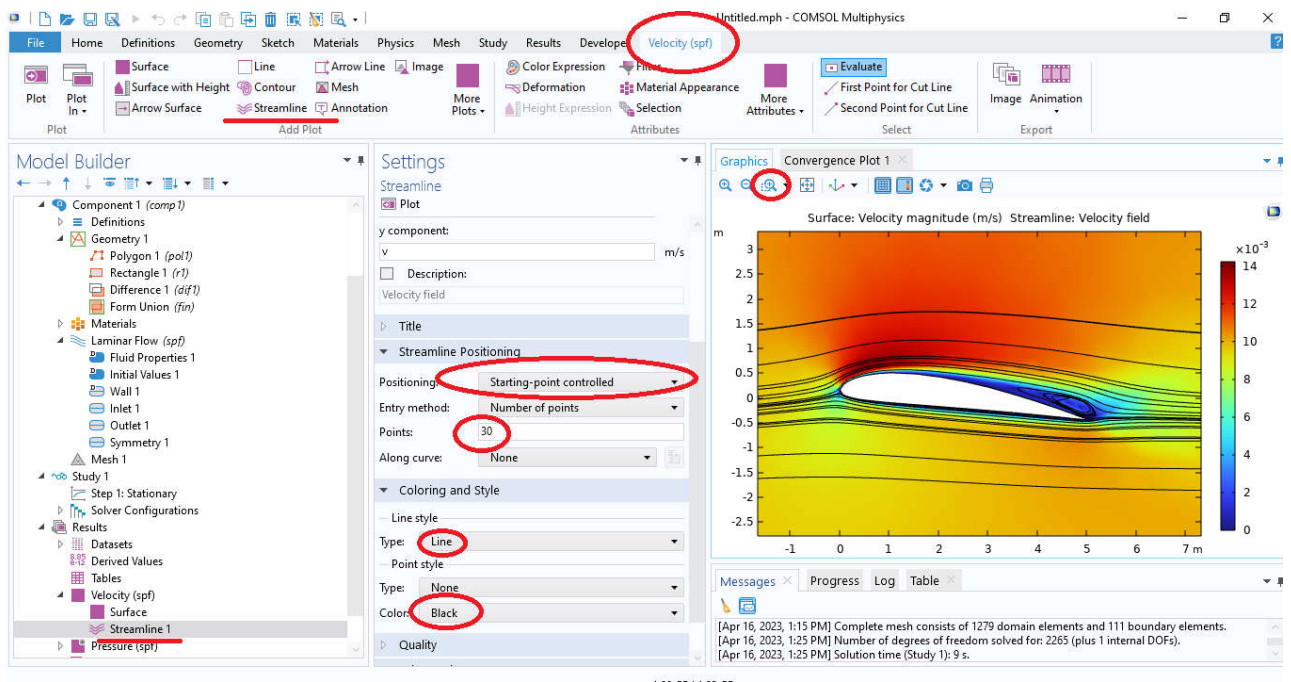 Untitled.mph - COMSOL Multiphysics
File Home Definitions Geometry Sketch Materials Physics Mesh Study Results Develope Velocity (spf)
Surface Line Arrow Line Image Color Expression Filter Evaluate
Surface with Height Contour Mesh Deformation Material Appearance First Point for Cut Line
Plot Plot In Arrow Surface Streamline Annotation More Plots Height Expression Selection More Attributes Second Point for Cut Line Image Animation
Plot Add Plot Attributes Select Export
Model Builder
Component 1 (comp1)
Definitions
Geometry 1
Polygon 1 (pol1)
Rectangle 1 (r1)
Difference 1 (dif1)
Form Union (fin)
Materials
Laminar Flow (spf)
Fluid Properties 1
Initial Values 1
Wall 1
Inlet 1
Outlet 1
Symmetry 1
Mesh 1
Study 1
Step 1: Stationary
Solver Configurations
Results
Datasets
8.85
e-12
Derived Values
Tables
Velocity (spf)
Surface
Streamline 1
Pressure (spf)
Settings
Streamline
Plot
y component:
v m/s
Description:
Velocity field
Title
Streamline Positioning
Positioning: Starting-point controlled
Entry method: Number of points
Points: 30
Along curve: None
Coloring and Style
Line style
Type: Line
Point style
Type: None
Color: Black
Quality
Graphics Convergence Plot 1
Surface: Velocity magnitude (m/s) Streamline: Velocity field
m
3
2.5
2
1.5
1
0.5
0
-0.5
-1
-1.5
-2
-2.5
-1 0 1 2 3 4 5 6 7 m
×10-3
14
12
10
8
6
4
2
0
Messages Progress Log Table
[Apr 16, 2023, 1:15 PM] Complete mesh consists of 1279 domain elements and 111 boundary elements.
[Apr 16, 2023, 1:25 PM] Number of degrees of freedom solved for: 2265 (plus 1 internal DOFs).
[Apr 16, 2023, 1:25 PM] Solution time (Study 1): 9 s.